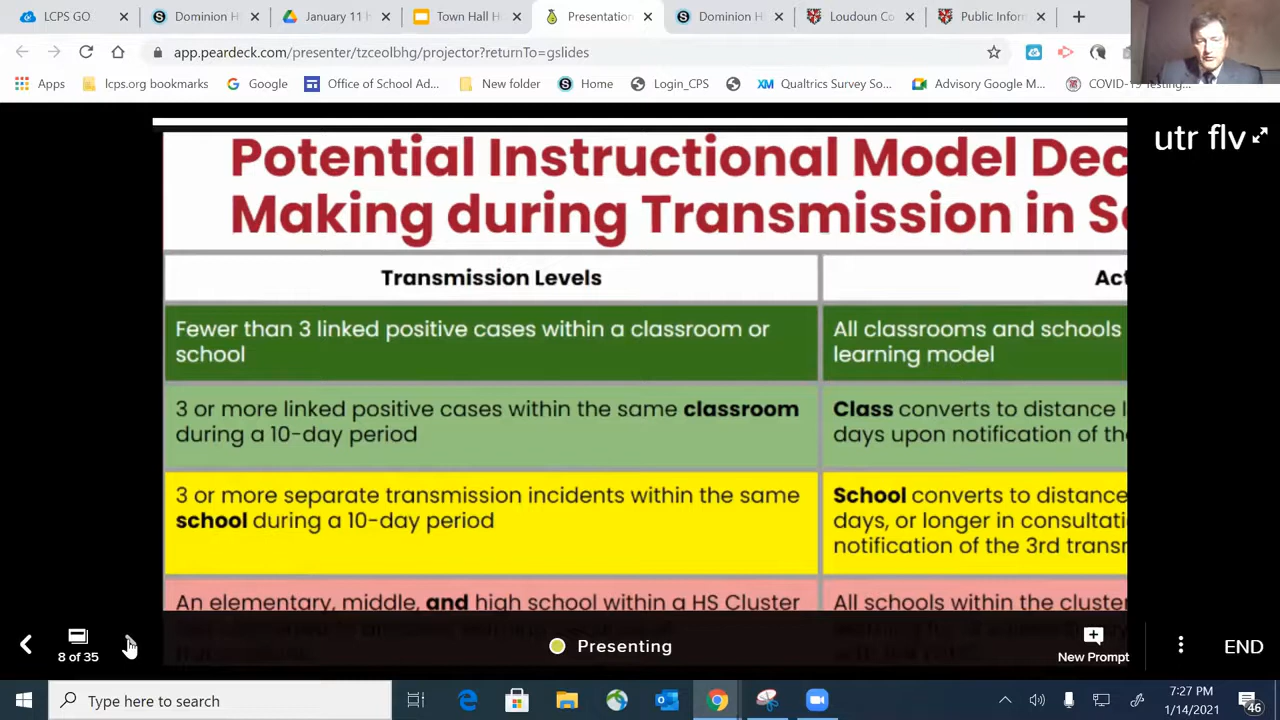 LCPS GO
Dominion H
January 11 H
Town Hall H
Presentation
Dominion H
Loudoun Co
Public Inform
app.peardeck.com/presenter/tzceolbhg/projector?returnTo=gslides
Apps
lcps.org bookmarks
Google
Office of School Ad...
New folder
Home
Login_CPS
Qualtrics Survey So...
Advisory Google M...
COVID-19 Testing...
utr flv
Potential Instructional Model Dec
Making during Transmission in Sc
Transmission Levels
Act
Fewer than 3 linked positive cases within a classroom or
school
All classrooms and schools
learning model
3 or more linked positive cases within the same classroom
during a 10-day period
Class converts to distance l
days upon notification of the
3 or more separate transmission incidents within the same
school during a 10-day period
School converts to distance
days, or longer in consultati
notification of the 3rd transm
An elementary, middle, and high school within a HS Cluster
All schools within the cluster
8 of 35
Presenting
New Prompt
END
Type here to search
7:27 PM
1/14/2021
46